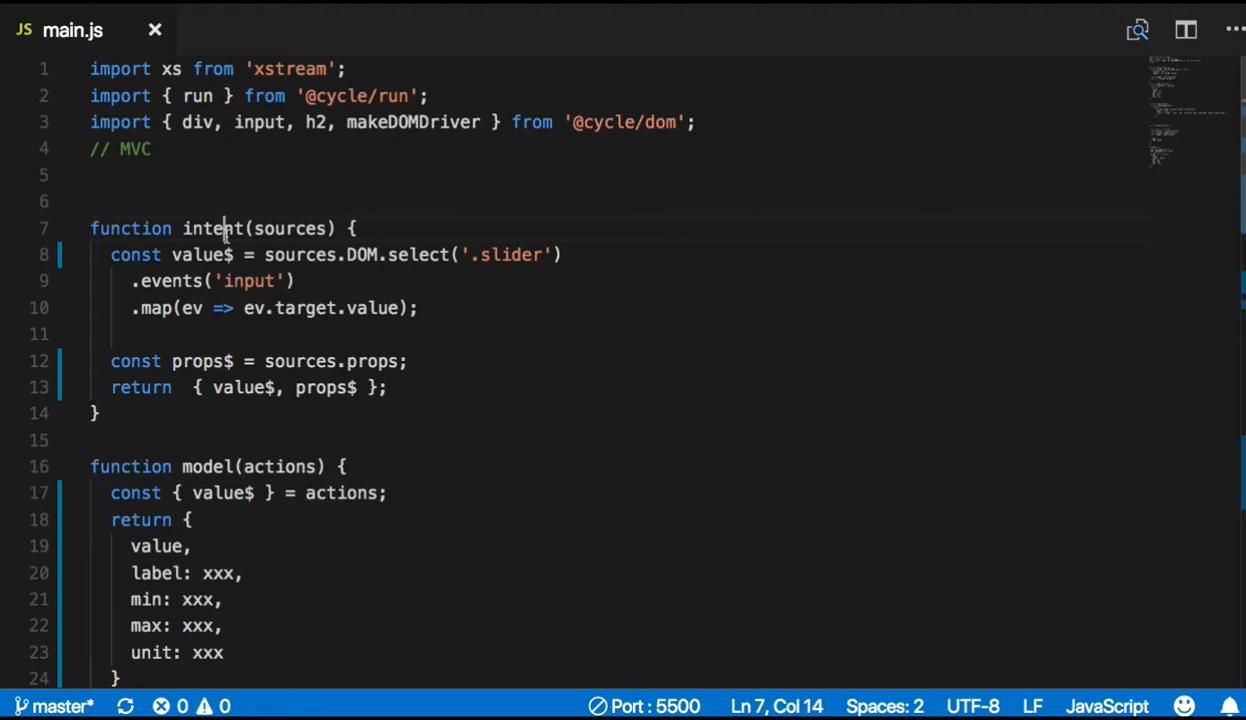 JS main.js ×
1 import xs from 'xstream';
2 import { run } from '@cycle/run';
3 import { div, input, h2, makeDOMDriver } from '@cycle/dom';
4 // MVC
5
6
7 function intent(sources) {
8 const value$ = sources.DOM.select('.slider')
9 .events('input')
10 .map(ev => ev.target.value);
11
12 const props$ = sources.props;
13 return  { value$, props$ };
14 }
15
16 function model(actions) {
17 const { value$ } = actions;
18 return {
19 value,
20 label: xxx,
21 min: xxx,
22 max: xxx,
23 unit: xxx
24 }
master* 0 0 Port : 5500 Ln 7, Col 14 Spaces: 2 UTF-8 LF JavaScript